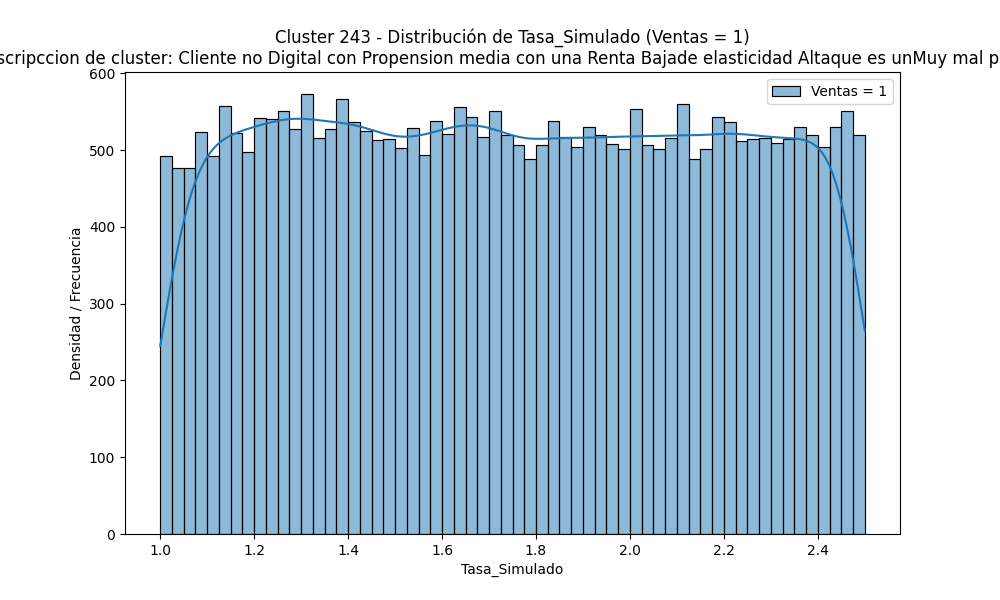 Cluster 243 - Distribución de Tasa_Simulado (Ventas = 1)
scripccion de cluster: Cliente no Digital con Propension media con una Renta Bajade elasticidad Altaque es unMuy mal p
Ventas = 1
600
500
400
300
200
100
0
Densidad / Frecuencia
1.0 1.2 1.4 1.6 1.8 2.0 2.2 2.4
Tasa_Simulado